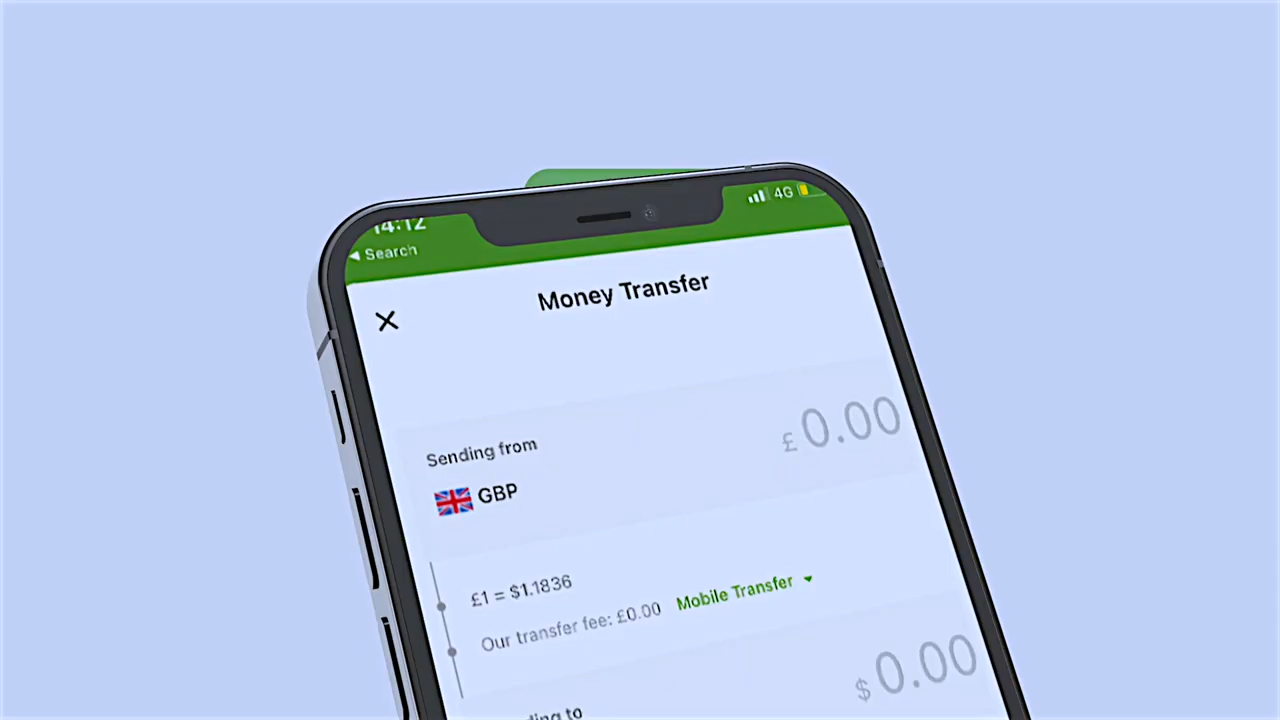 14:12
4G
◀ Search
Money Transfer
Sending from
£ 0.00
GBP
£1 = $1.1836
Our transfer fee: £0.00 Mobile Transfer
$ 0.00
to